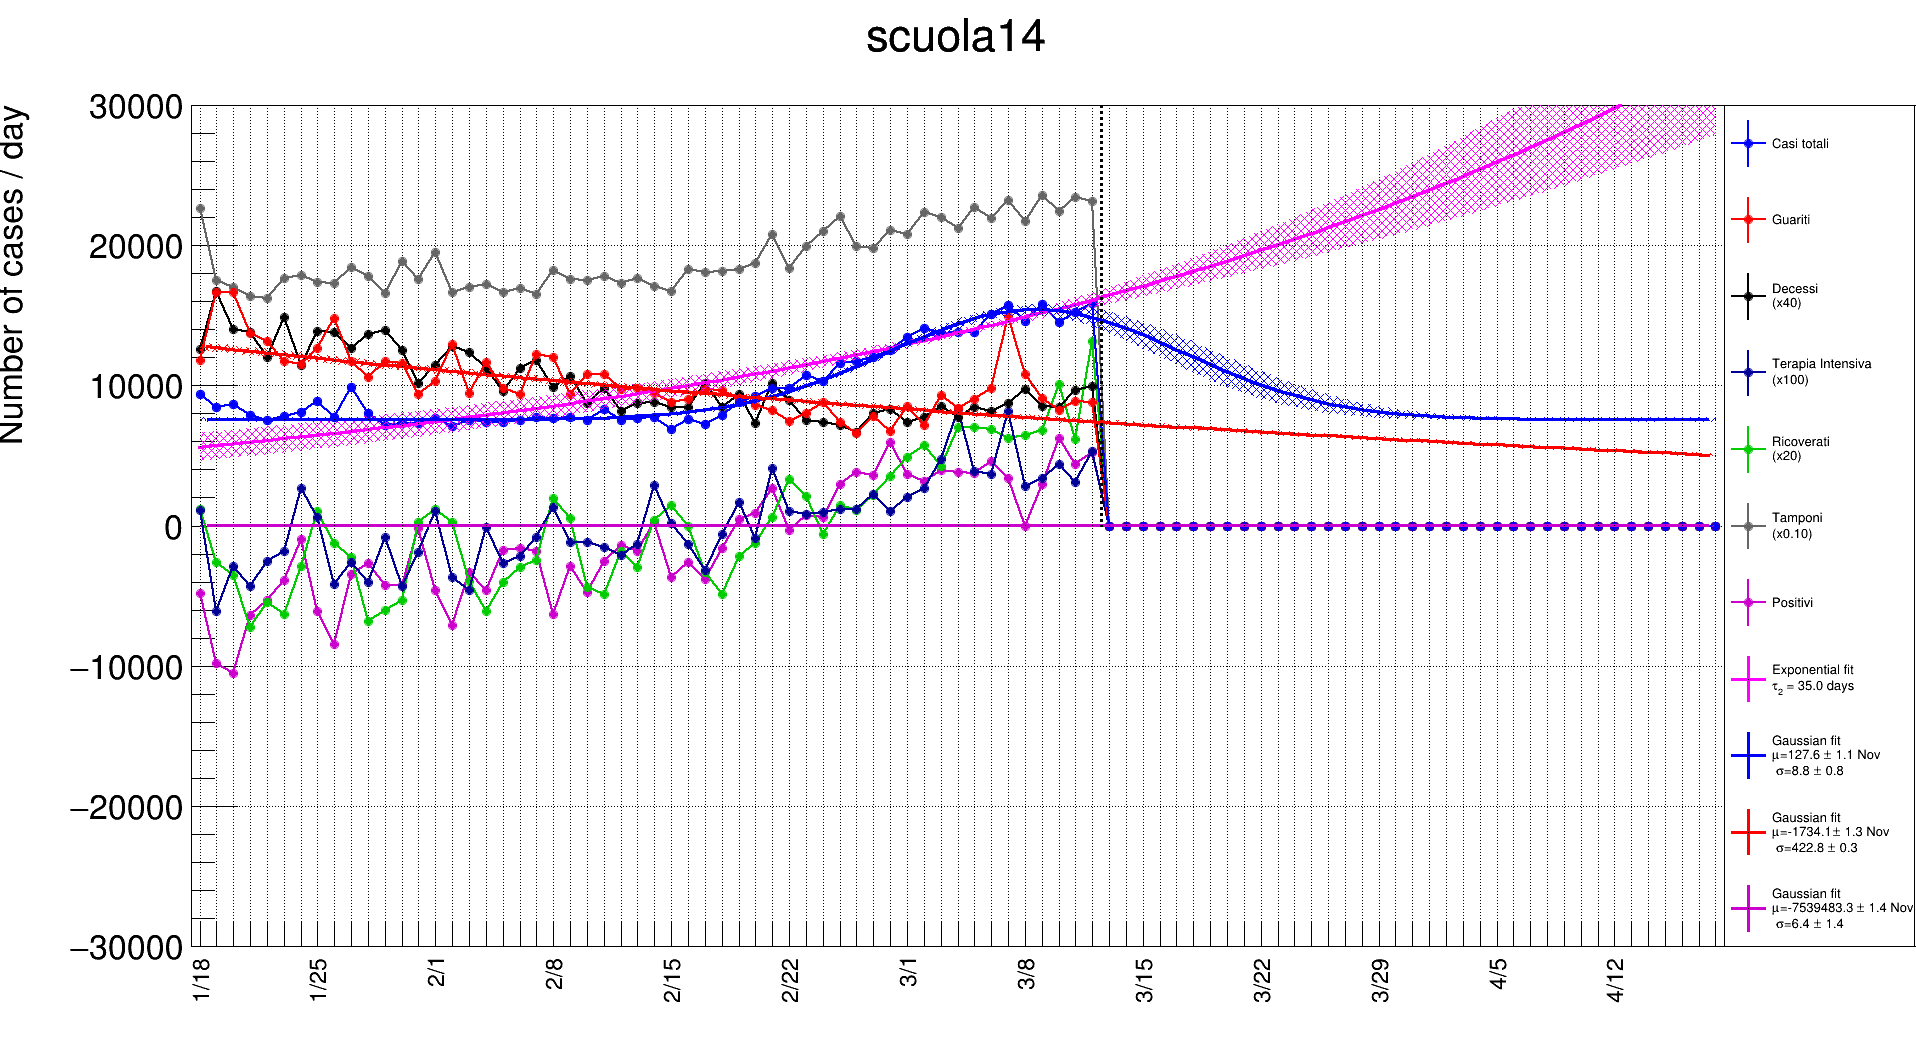 scuola14
Number of cases / day
30000
20000
10000
0
−10000
−20000
−30000
1/18
1/25
2/1
2/8
2/15
2/22
3/1
3/8
3/15
3/22
3/29
4/5
4/12
Casi totali
Guariti
Decessi
(x40)
Terapia Intensiva
(x100)
Ricoverati
(x20)
Tamponi
(x0.10)
Positivi
Exponential fit
τ2 = 35.0 days
Gaussian fit
μ=127.6 ± 1.1 Nov
σ=8.8 ± 0.8
Gaussian fit
μ=-1734.1± 1.3 Nov
σ=422.8 ± 0.3
Gaussian fit
μ=-7539483.3 ± 1.4 Nov
σ=6.4 ± 1.4